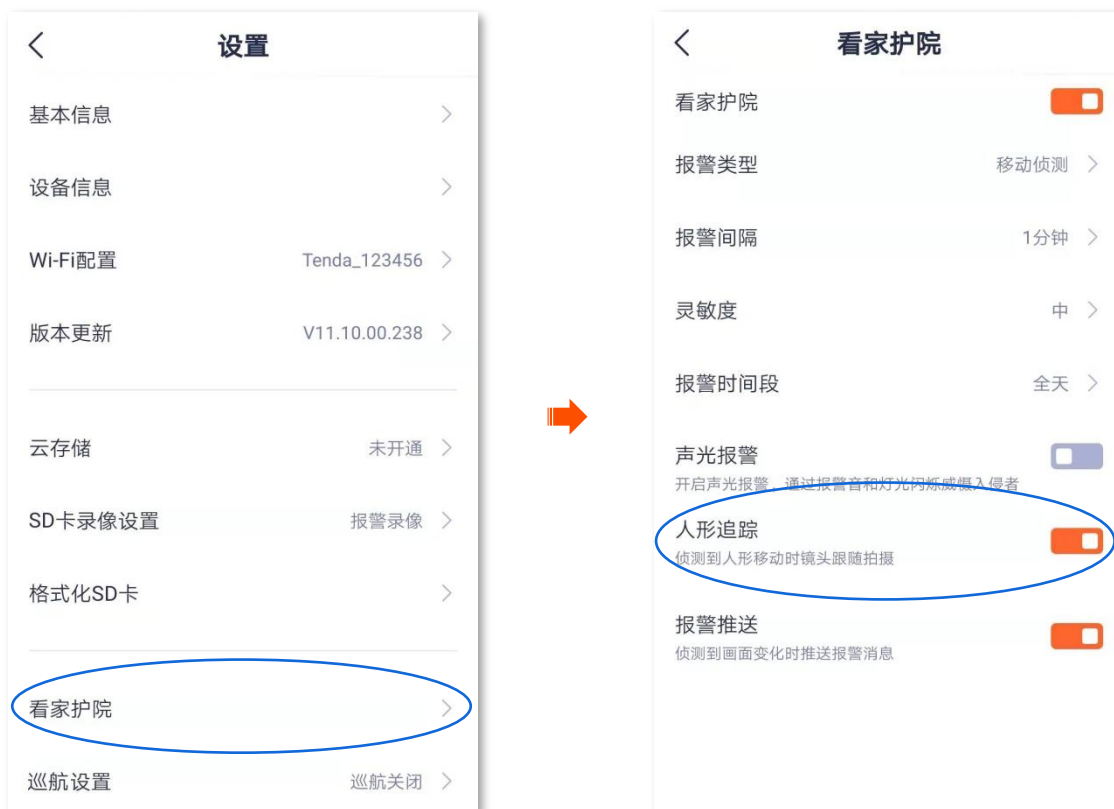 设置
基本信息
设备信息
Wi-Fi配置 Tenda_123456
版本更新 V11.10.00.238
云存储 未开通
SD卡录像设置 报警录像
格式化SD卡
看家护院
巡航设置 巡航关闭
看家护院
看家护院
报警类型 移动侦测
报警间隔 1分钟
灵敏度 中
报警时间段 全天
声光报警
开启声光报警，通过报警音和灯光闪烁威慑入侵者
人形追踪
侦测到人形移动时镜头跟随拍摄
报警推送
侦测到画面变化时推送报警消息